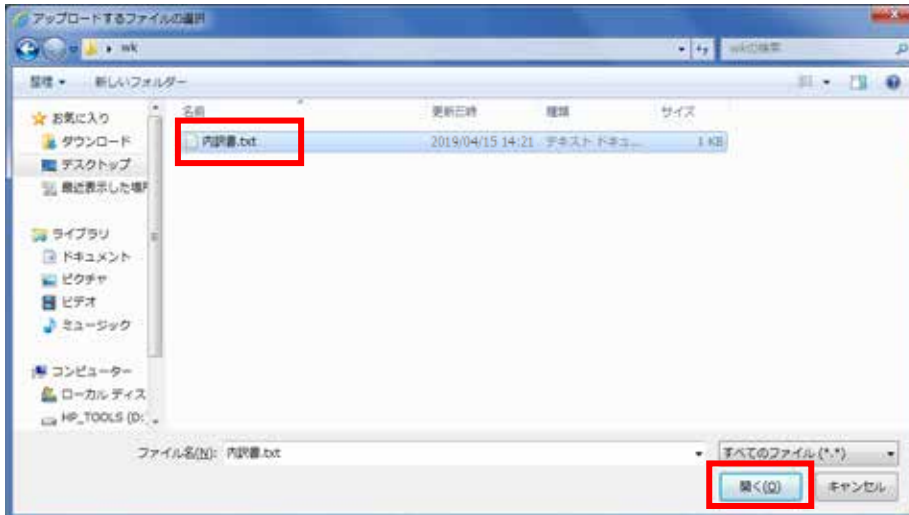 アップロードするファイルの選択
wk
wkの検索
整理
新しいフォルダー
名前
更新日時
種類
サイズ
内訳書.txt
2019/04/15 14:21
テキスト ドキュ...
1 KB
お気に入り
ダウンロード
デスクトップ
最近表示した場所
ライブラリ
ドキュメント
ピクチャ
ビデオ
ミュージック
コンピューター
ローカル ディス
HP_TOOLS (D:
ファイル名(N):
内訳書.txt
すべてのファイル (*.*)
開く(O)
キャンセル